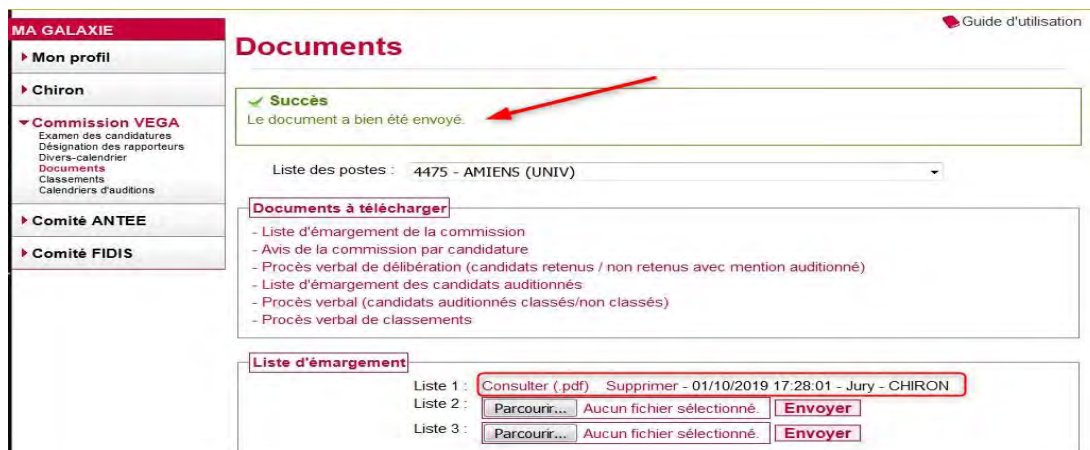 Guide d'utilisation
MA GALAXIE
Mon profil
Chiron
Commission VEGA
Examen des candidatures
Désignation des rapporteurs
Divers-calendrier
Documents
Classements
Calendriers d'auditions
Comité ANTEE
Comité FIDIS
Documents
Succès
Le document a bien été envoyé.
Liste des postes : 4475 - AMIENS (UNIV)
Documents à télécharger
- Liste d'émargement de la commission
- Avis de la commission par candidature
- Procès verbal de délibération (candidats retenus / non retenus avec mention auditionné)
- Liste d'émargement des candidats auditionnés
- Procès verbal (candidats auditionnés classés/non classés)
- Procès verbal de classements
Liste d'émargement
Liste 1 : Consulter (.pdf) Supprimer - 01/10/2019 17:28:01 - Jury - CHIRON
Liste 2 : Parcourir... Aucun fichier sélectionné. Envoyer
Liste 3 : Parcourir... Aucun fichier sélectionné. Envoyer